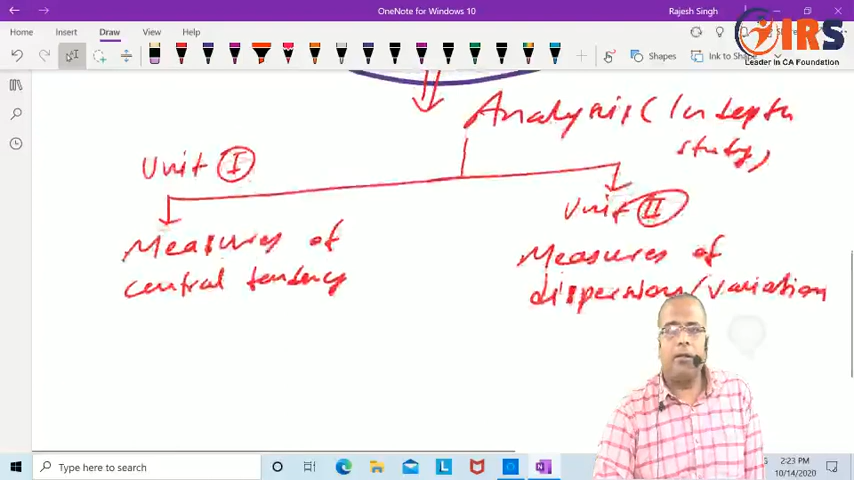 OneNote for Windows 10
Rajesh Singh
Home
Insert
Draw
View
Help
Share
IRS
Leader in CA Foundation
Shapes
Ink to Shape
Analysis (In depth
study)
Unit I
Unit II
Measures of
central tendency
Measures of
dispersion/variation
Type here to search
2:23 PM
10/14/2020